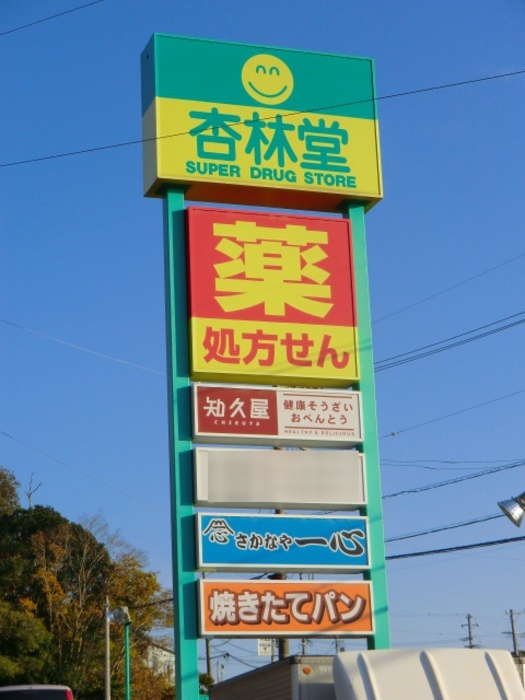 杏林堂
SUPER DRUG STORE
薬
処方せん
知久屋
CHIKUYA
健康そうざい
おべんとう
HEALTHY & DELICIOUS
さかなや一心
焼きたてパン